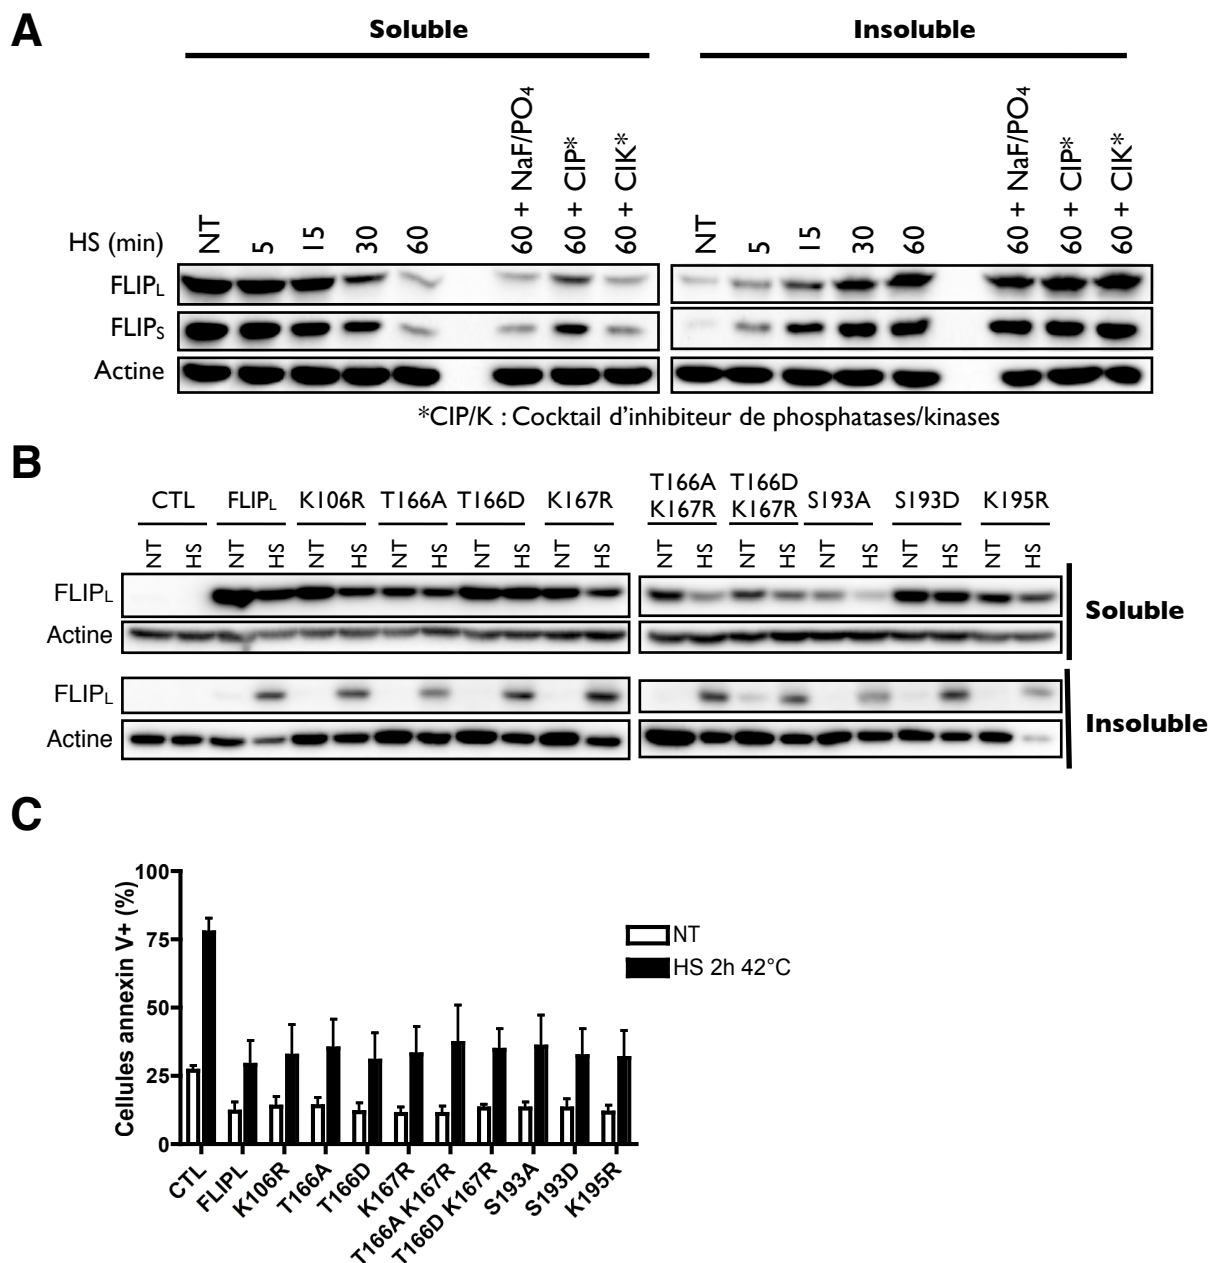 A
Soluble Insoluble
HS (min) NT 5 15 30 60 60 + NaF/PO4 60 + CIP* 60 + CIK* NT 5 15 30 60 60 + NaF/PO4 60 + CIP* 60 + CIK*
FLIPL
FLIPS
Actine
*CIP/K : Cocktail d'inhibiteur de phosphatases/kinases
B
CTL FLIPL K106R T166A T166D K167R T166A K167R T166D K167R S193A S193D K195R
NT HS NT HS NT HS NT HS NT HS NT HS NT HS NT HS NT HS NT HS NT HS
FLIPL
Soluble
Actine
FLIPL
Insoluble
Actine
C
Cellules annexin V+ (%)
100
75
50
25
0
NT
HS 2h 42°C
CTL FLIPL K106R T166A T166D K167R T166A K167R T166D K167R S193A S193D K195R